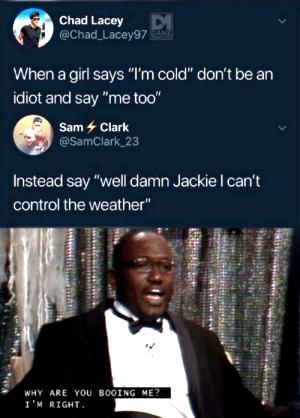 Chad Lacey
@Chad_Lacey97
DANK
When a girl says "I'm cold" don't be an
idiot and say "me too"
Sam⚡Clark
@SamClark_23
Instead say "well damn Jackie I can't
control the weather"
WHY ARE YOU BOOING ME?
I'M RIGHT.